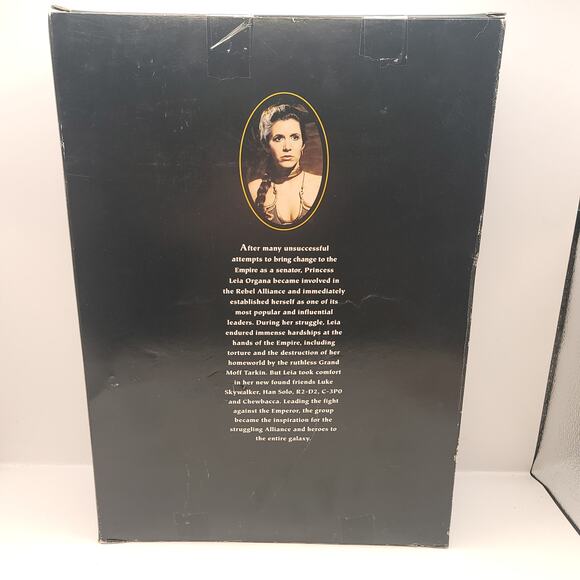 After many unsuccessful
attempts to bring change to the
Empire as a senator, Princess
Leia Organa became involved in
the Rebel Alliance and immediately
established herself as one of its
most popular and influential
leaders. During her struggle, Leia
endured immense hardships at the
hands of the Empire, including
torture and the destruction of her
homeworld by the ruthless Grand
Moff Tarkin. But Leia took comfort
in her new found friends Luke
Skywalker, Han Solo, R2-D2, C-3P0
and Chewbacca. Leading the fight
against the Emperor, the group
became the inspiration for the
struggling Alliance and heroes to
the entire galaxy.